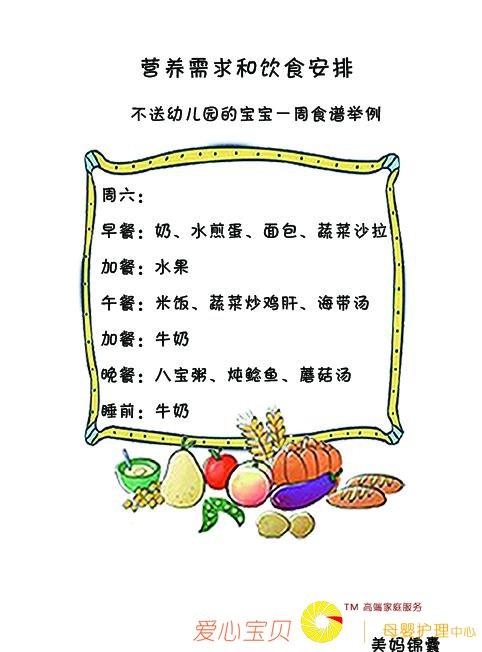 营养需求和饮食安排
不送幼儿园的宝宝一周食谱举例
周六：
早餐：奶、水煎蛋、面包、蔬菜沙拉
加餐：水果
午餐：米饭、蔬菜炒鸡肝、海带汤
加餐：牛奶
晚餐：八宝粥、炖鲶鱼、蘑菇汤
睡前：牛奶
TM 高端家庭服务
爱心宝贝 母婴护理中心
美妈锦囊